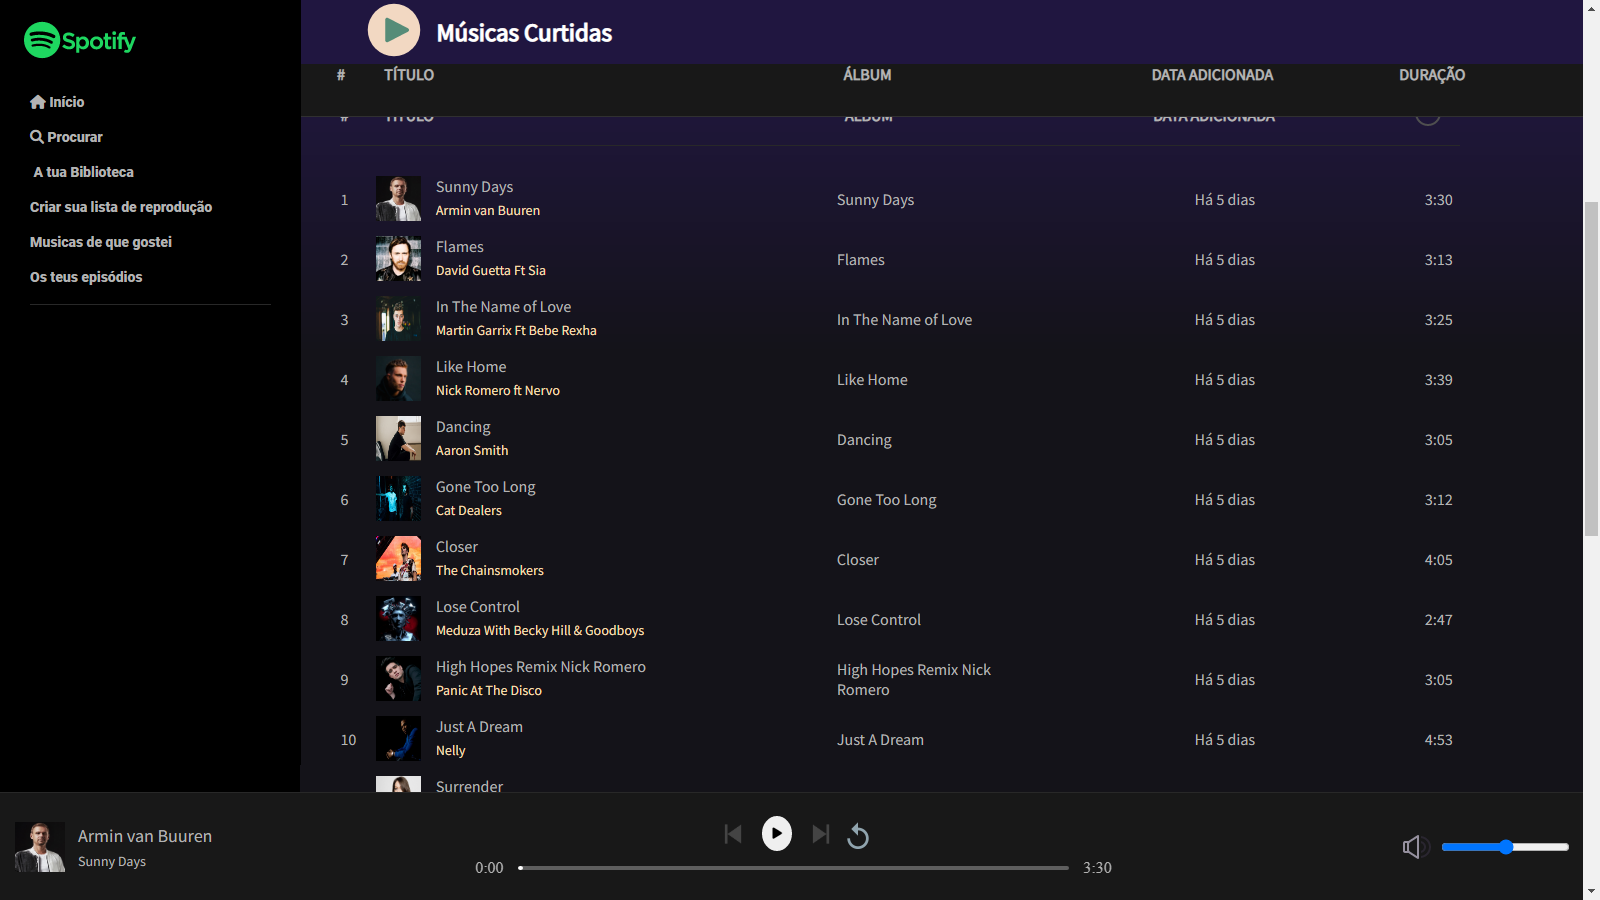 Spotify
Início
Procurar
A tua Biblioteca
Criar sua lista de reprodução
Musicas de que gostei
Os teus episódios
Músicas Curtidas
# TÍTULO ÁLBUM DATA ADICIONADA DURAÇÃO
# TÍTULO ÁLBUM DATA ADICIONADA
1 Sunny Days Armin van Buuren Sunny Days Há 5 dias 3:30
2 Flames David Guetta Ft Sia Flames Há 5 dias 3:13
3 In The Name of Love Martin Garrix Ft Bebe Rexha In The Name of Love Há 5 dias 3:25
4 Like Home Nick Romero ft Nervo Like Home Há 5 dias 3:39
5 Dancing Aaron Smith Dancing Há 5 dias 3:05
6 Gone Too Long Cat Dealers Gone Too Long Há 5 dias 3:12
7 Closer The Chainsmokers Closer Há 5 dias 4:05
8 Lose Control Meduza With Becky Hill & Goodboys Lose Control Há 5 dias 2:47
9 High Hopes Remix Nick Romero Panic At The Disco High Hopes Remix Nick Romero Há 5 dias 3:05
10 Just A Dream Nelly Just A Dream Há 5 dias 4:53
Surrender
Armin van Buuren
Sunny Days
0:00 3:30